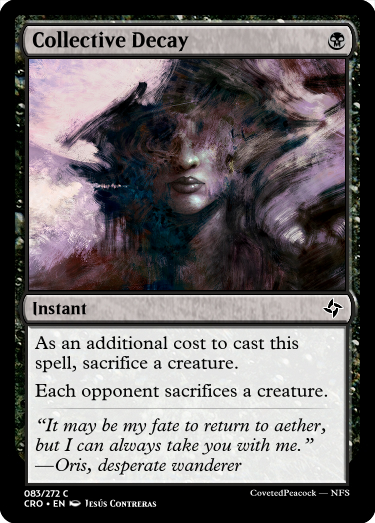 Collective Decay
Instant
As an additional cost to cast this
spell, sacrifice a creature.
Each opponent sacrifices a creature.
“It may be my fate to return to aether,
but I can always take you with me.”
—Oris, desperate wanderer
083/272 C
CRO • EN Jesús Contreras
CovetedPeacock — NFS